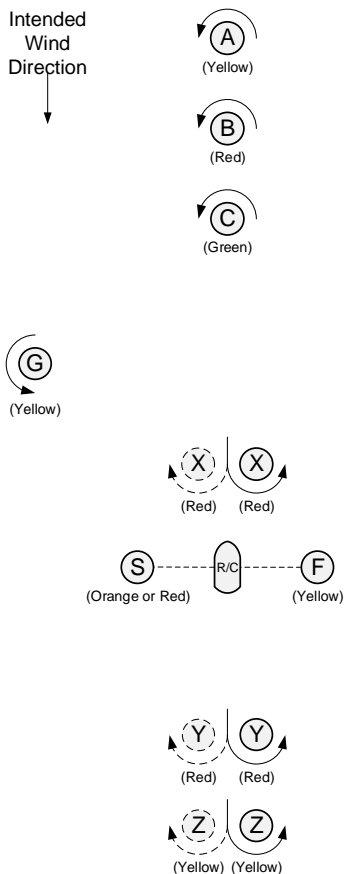 Intended
Wind
Direction
A
(Yellow)
B
(Red)
C
(Green)
G
(Yellow)
X X
(Red) (Red)
S R/C F
(Orange or Red) (Yellow)
Y Y
(Red) (Red)
Z Z
(Yellow) (Yellow)